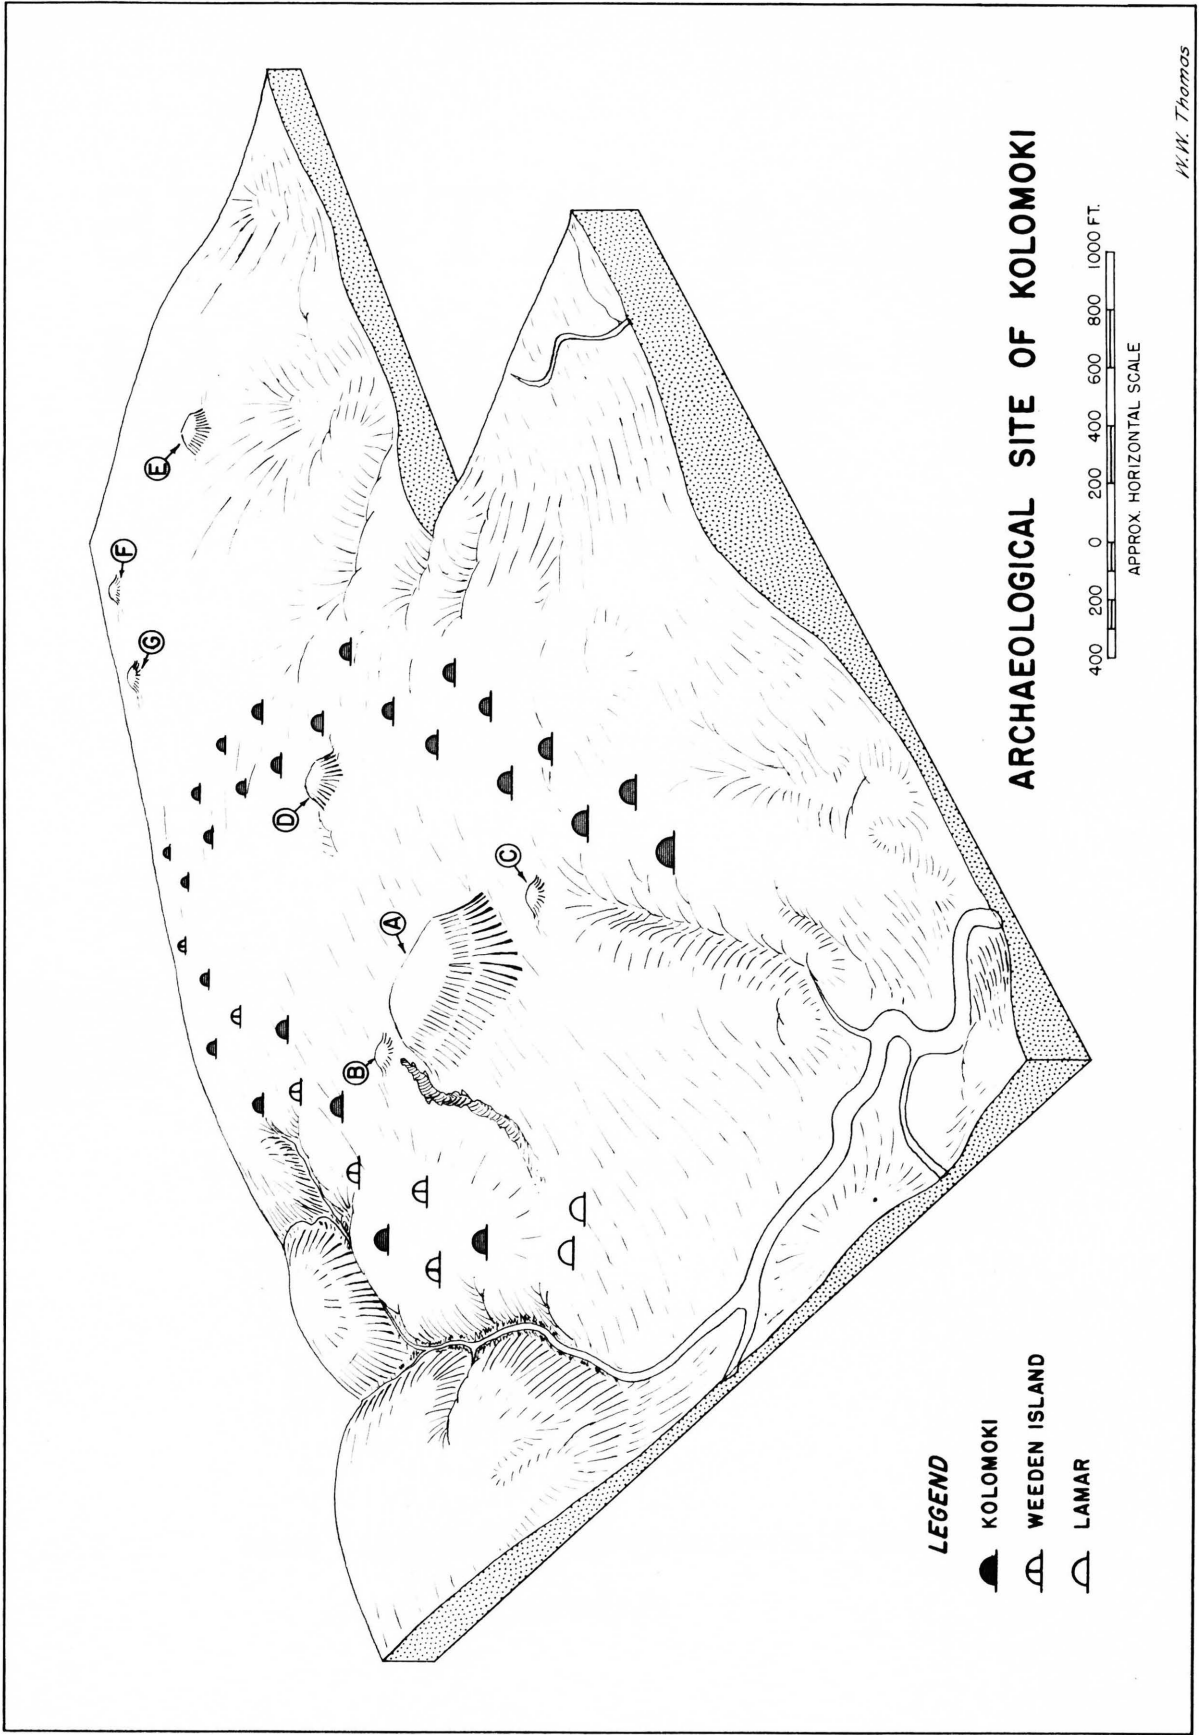 E
F
G
D
C
A
B
ARCHAEOLOGICAL SITE OF KOLOMOKI
400 200 0 200 400 600 800 1000 FT.
APPROX. HORIZONTAL SCALE
LEGEND
KOLOMOKI
WEEDEN ISLAND
LAMAR
W.W. Thomas